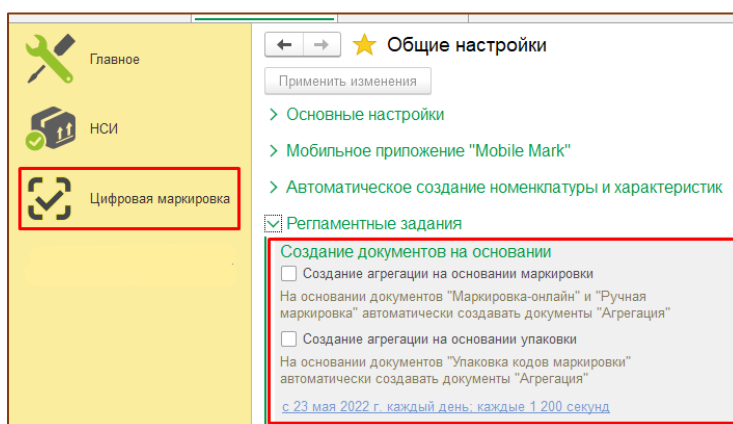 Главное
НСИ
Цифровая маркировка
Общие настройки
Применить изменения
Основные настройки
Мобильное приложение "Mobile Mark"
Автоматическое создание номенклатуры и характеристик
Регламентные задания
Создание документов на основании
Создание агрегации на основании маркировки
На основании документов "Маркировка-онлайн" и "Ручная
маркировка" автоматически создавать документы "Агрегация"
Создание агрегации на основании упаковки
На основании документов "Упаковка кодов маркировки"
автоматически создавать документы "Агрегация"
с 23 мая 2022 г. каждый день; каждые 1 200 секунд